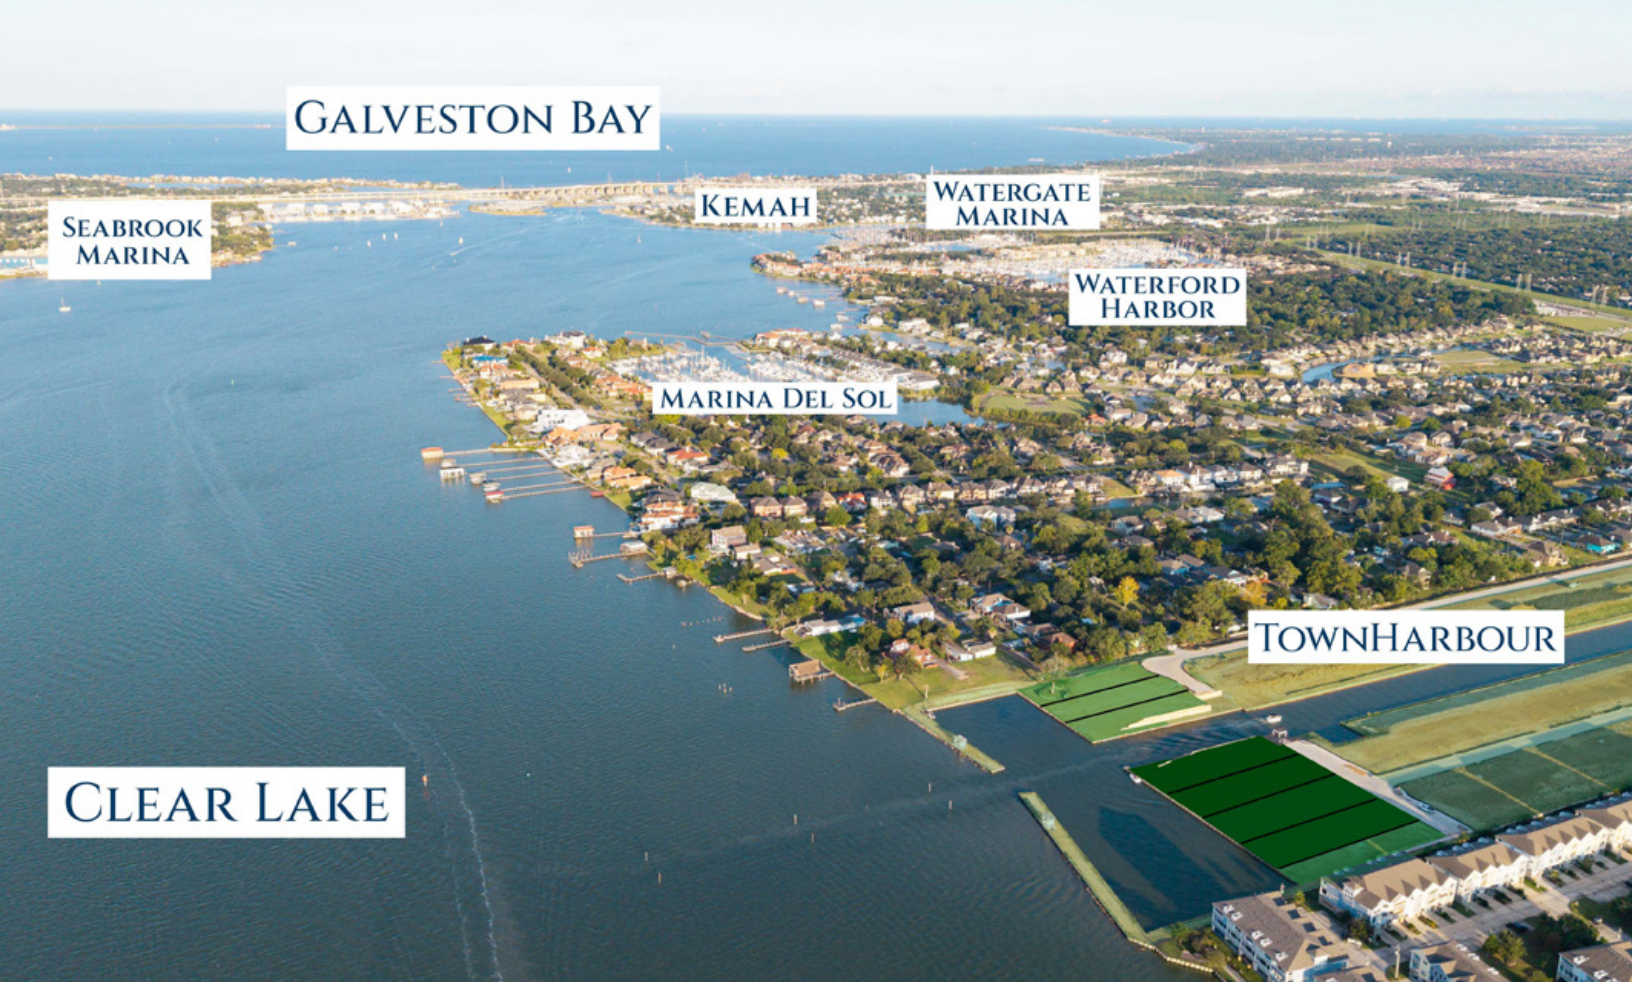 Galveston Bay
Seabrook
Marina
Kemah
Watergate
Marina
Waterford
Harbor
Marina Del Sol
TownHarbour
Clear Lake